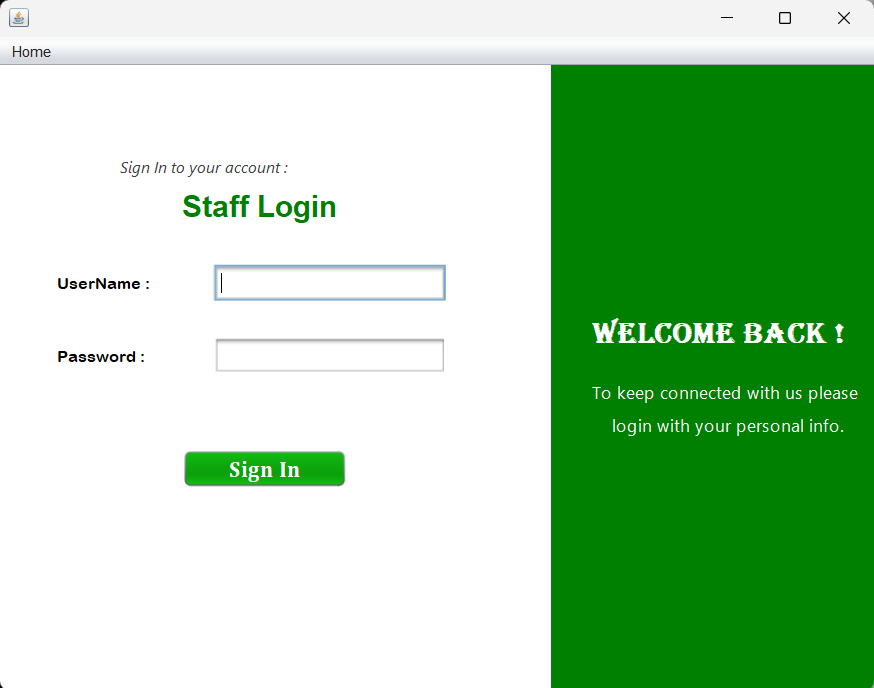 Home
Sign In to your account :
Staff Login
UserName :
Password :
Sign In
WELCOME BACK !
To keep connected with us please
login with your personal info.